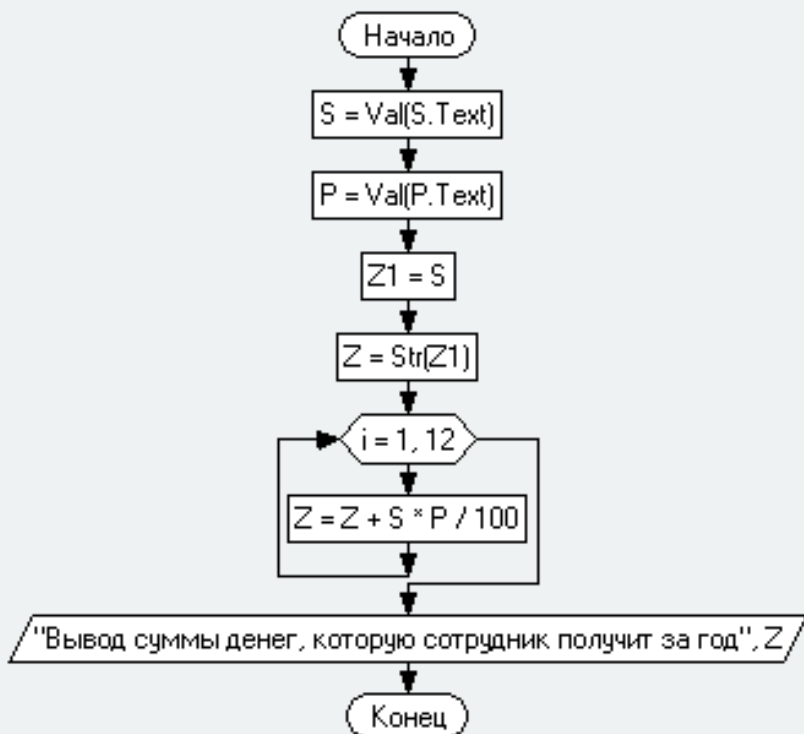 Начало
S = Val(S.Text)
P = Val(P.Text)
Z1 = S
Z = Str(Z1)
i = 1, 12
Z = Z + S * P / 100
"Вывод суммы денег, которую сотрудник получит за год", Z
Конец